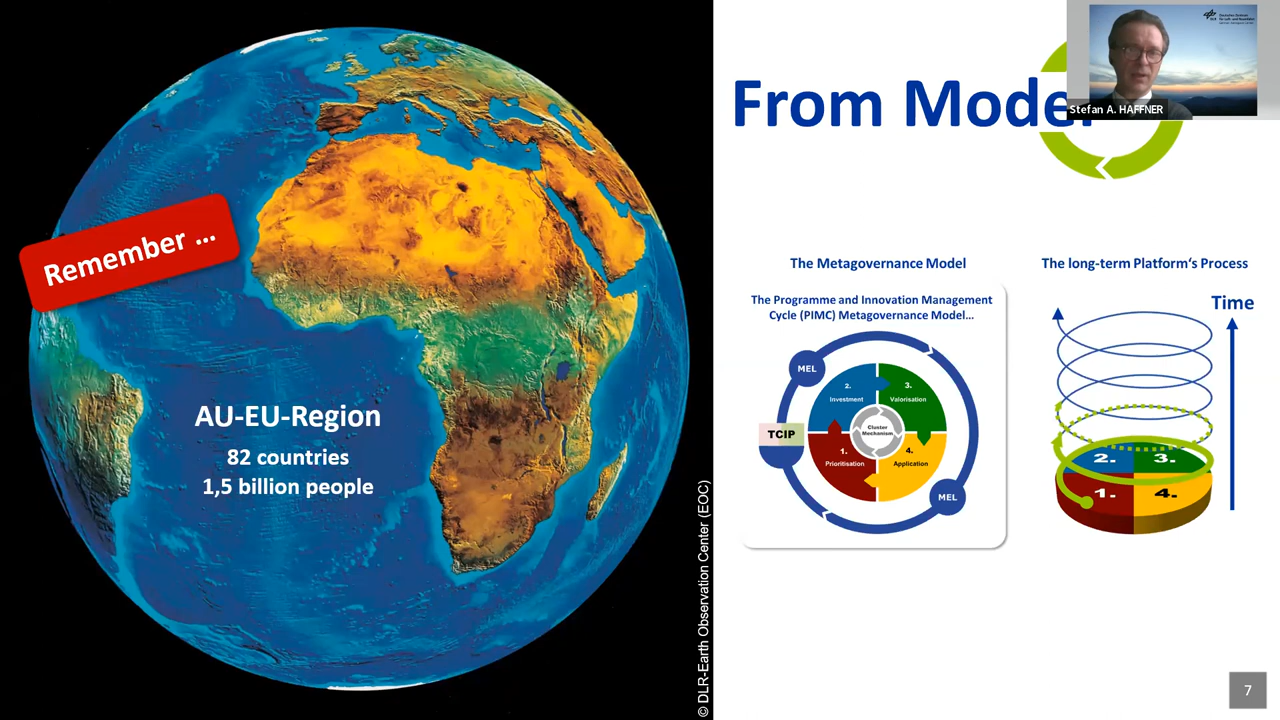 Remember ...
AU-EU-Region
82 countries
1,5 billion people
© DLR-Earth Observation Center (EOC)
From Model
Stefan A. HAFFNER
DLR
The Metagovernance Model
The Programme and Innovation Management
Cycle (PIMC) Metagovernance Model...
MEL
2.
Investment
3.
Valorisation
TCIP
Cluster
Mechanism
1.
Prioritisation
4.
Application
MEL
The long-term Platform‘s Process
Time
2.
3.
1.
4.
7